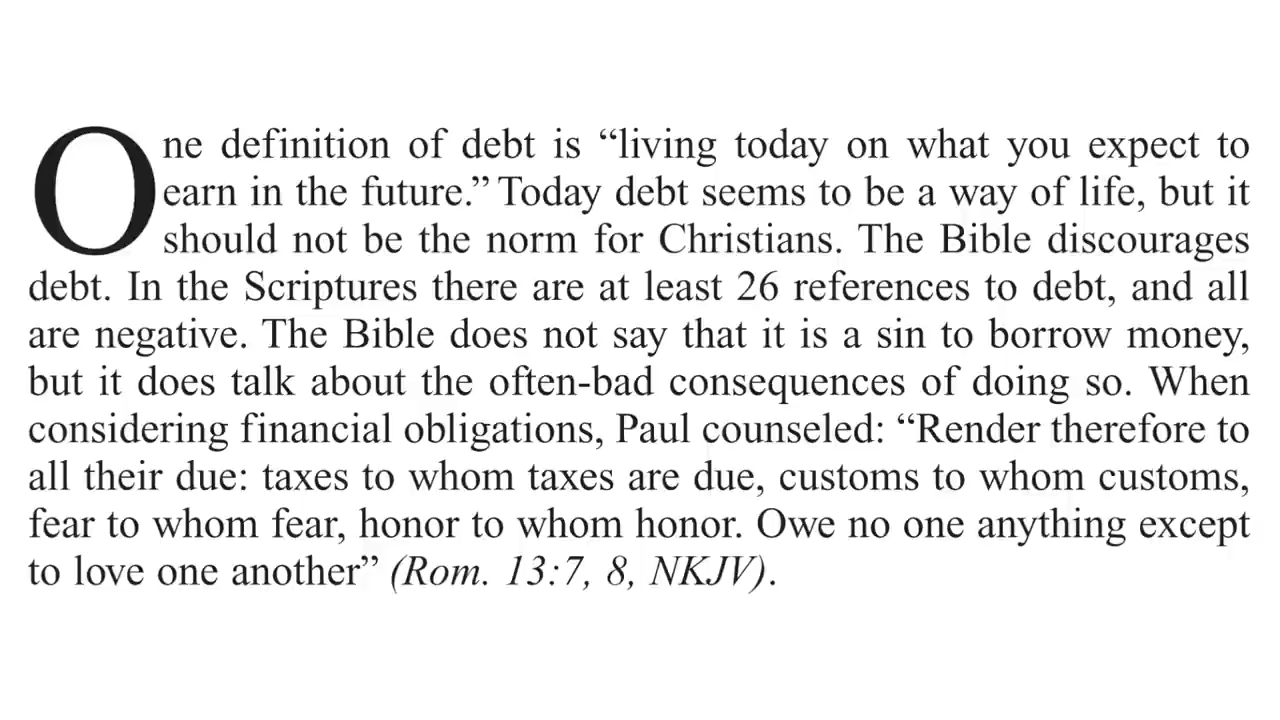 One definition of debt is “living today on what you expect to
earn in the future.” Today debt seems to be a way of life, but it
should not be the norm for Christians. The Bible discourages
debt. In the Scriptures there are at least 26 references to debt, and all
are negative. The Bible does not say that it is a sin to borrow money,
but it does talk about the often-bad consequences of doing so. When
considering financial obligations, Paul counseled: “Render therefore to
all their due: taxes to whom taxes are due, customs to whom customs,
fear to whom fear, honor to whom honor. Owe no one anything except
to love one another” (Rom. 13:7, 8, NKJV).